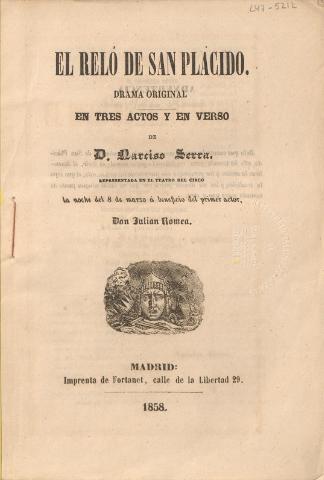 L47-5212
EL RELÓ DE SAN PLÁCIDO.
DRAMA ORIGINAL
EN TRES ACTOS Y EN VERSO
DE
D. Narciso Serra.
REPRESENTADA EN EL TEATRO DEL CIRCO
la noche del 8 de marzo á beneficio del primer actor,
Don Julian Romea.
MADRID:
Imprenta de Fortanet, calle de la Libertad 29.
1858.